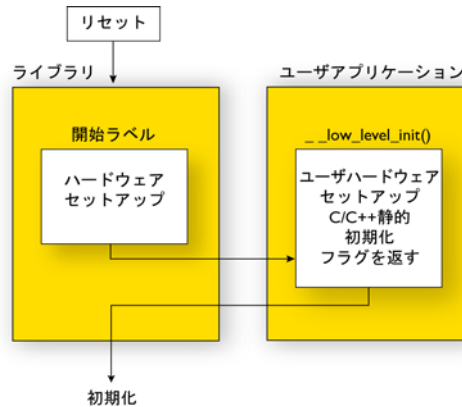 リセット
ライブラリ
ユーザアプリケーション
開始ラベル
_ _low_level_init()
ハードウェア
セットアップ
ユーザハードウェア
セットアップ
C/C++静的
初期化
フラグを返す
初期化